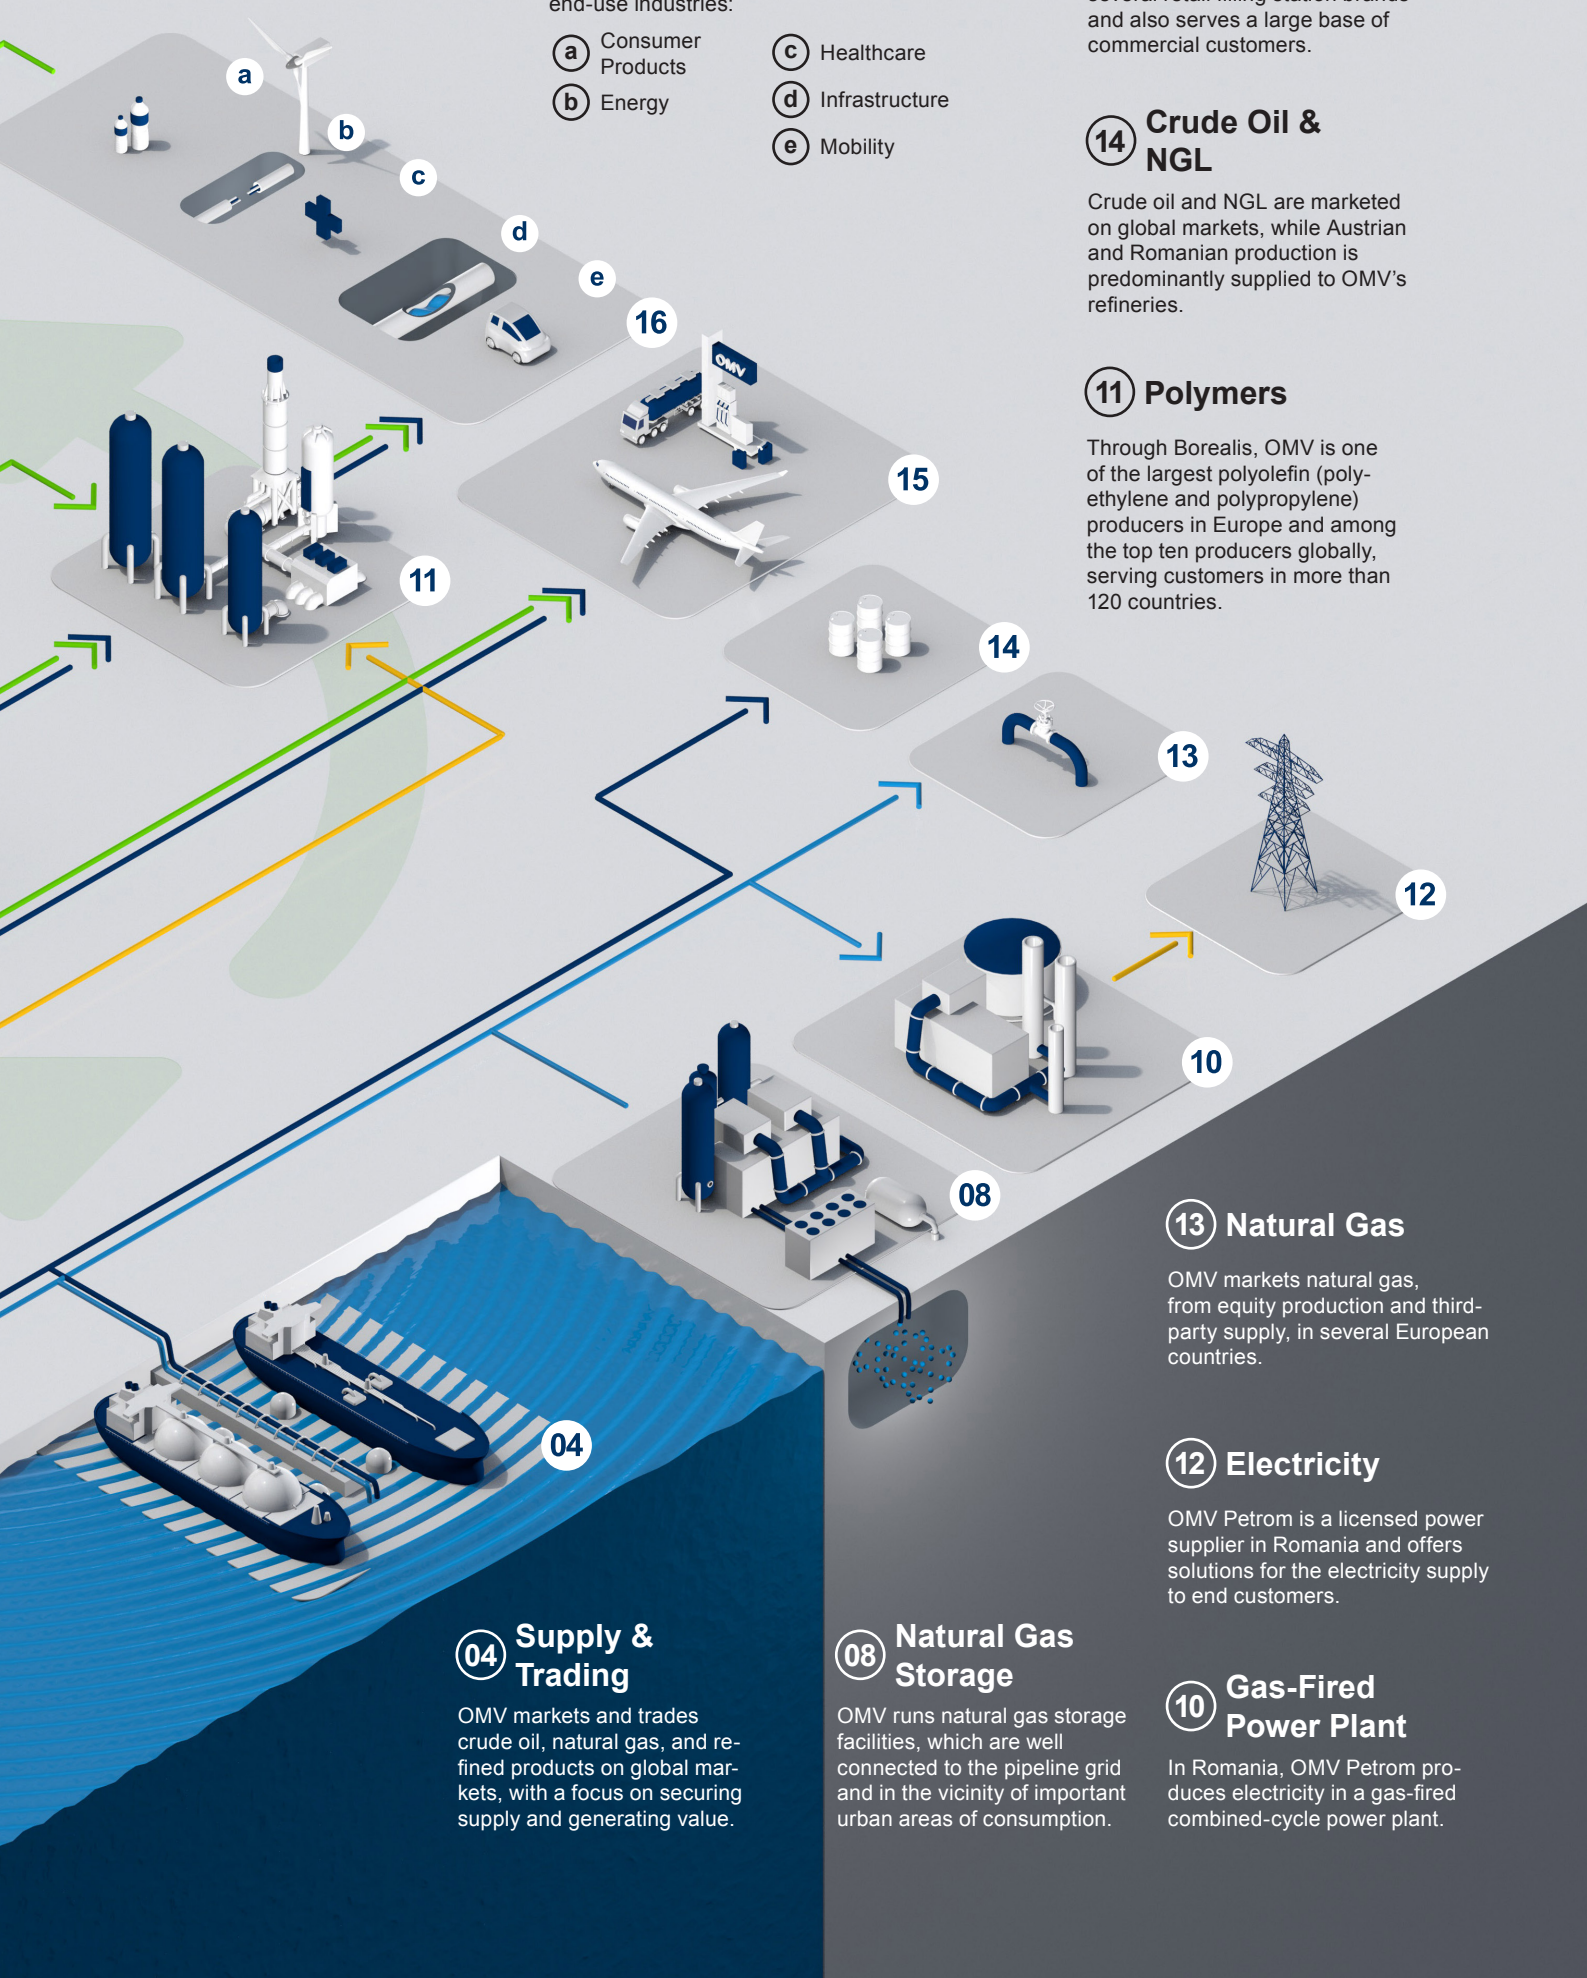 end-use industries:
a Consumer
Products
b Energy
c Healthcare
d Infrastructure
e Mobility
several retail filling station brands
and also serves a large base of
commercial customers.
14 Crude Oil &
NGL
Crude oil and NGL are marketed
on global markets, while Austrian
and Romanian production is
predominantly supplied to OMV's
refineries.
11 Polymers
Through Borealis, OMV is one
of the largest polyolefin (poly-
ethylene and polypropylene)
producers in Europe and among
the top ten producers globally,
serving customers in more than
120 countries.
a
b
c
d
e
16
OMV
15
11
14
13
12
10
08
04
13 Natural Gas
OMV markets natural gas,
from equity production and third-
party supply, in several European
countries.
12 Electricity
OMV Petrom is a licensed power
supplier in Romania and offers
solutions for the electricity supply
to end customers.
04 Supply &
Trading
OMV markets and trades
crude oil, natural gas, and re-
fined products on global mar-
kets, with a focus on securing
supply and generating value.
08 Natural Gas
Storage
OMV runs natural gas storage
facilities, which are well
connected to the pipeline grid
and in the vicinity of important
urban areas of consumption.
10 Gas-Fired
Power Plant
In Romania, OMV Petrom pro-
duces electricity in a gas-fired
combined-cycle power plant.